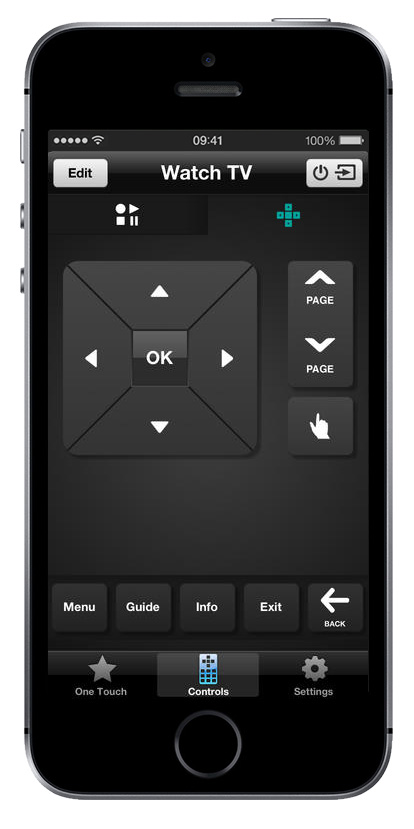 09:41
100%
Edit
Watch TV
PAGE
OK
PAGE
Menu
Guide
Info
Exit
BACK
One Touch
Controls
Settings